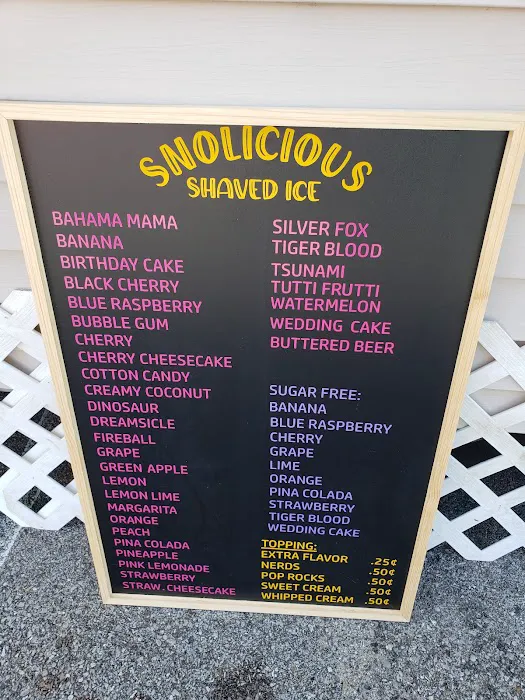 SNOLICIOUS
SHAVED ICE
BAHAMA MAMA
BANANA
BIRTHDAY CAKE
BLACK CHERRY
BLUE RASPBERRY
BUBBLE GUM
CHERRY
CHERRY CHEESECAKE
COTTON CANDY
CREAMY COCONUT
DINOSAUR
DREAMSICLE
FIREBALL
GRAPE
GREEN APPLE
LEMON
LEMON LIME
MARGARITA
ORANGE
PEACH
PINA COLADA
PINEAPPLE
PINK LEMONADE
STRAWBERRY
STRAW.CHEESECAKE
SILVER FOX
TIGER BLOOD
TSUNAMI
TUTTI FRUTTI
WATERMELON
WEDDING CAKE
BUTTERED BEER
SUGAR FREE:
BANANA
BLUE RASPBERRY
CHERRY
GRAPE
LIME
ORANGE
PINA COLADA
STRAWBERRY
TIGER BLOOD
WEDDING CAKE
TOPPING:
EXTRA FLAVOR .25¢
NERDS .50¢
POP ROCKS .50¢
SWEET CREAM .50¢
WHIPPED CREAM .50¢